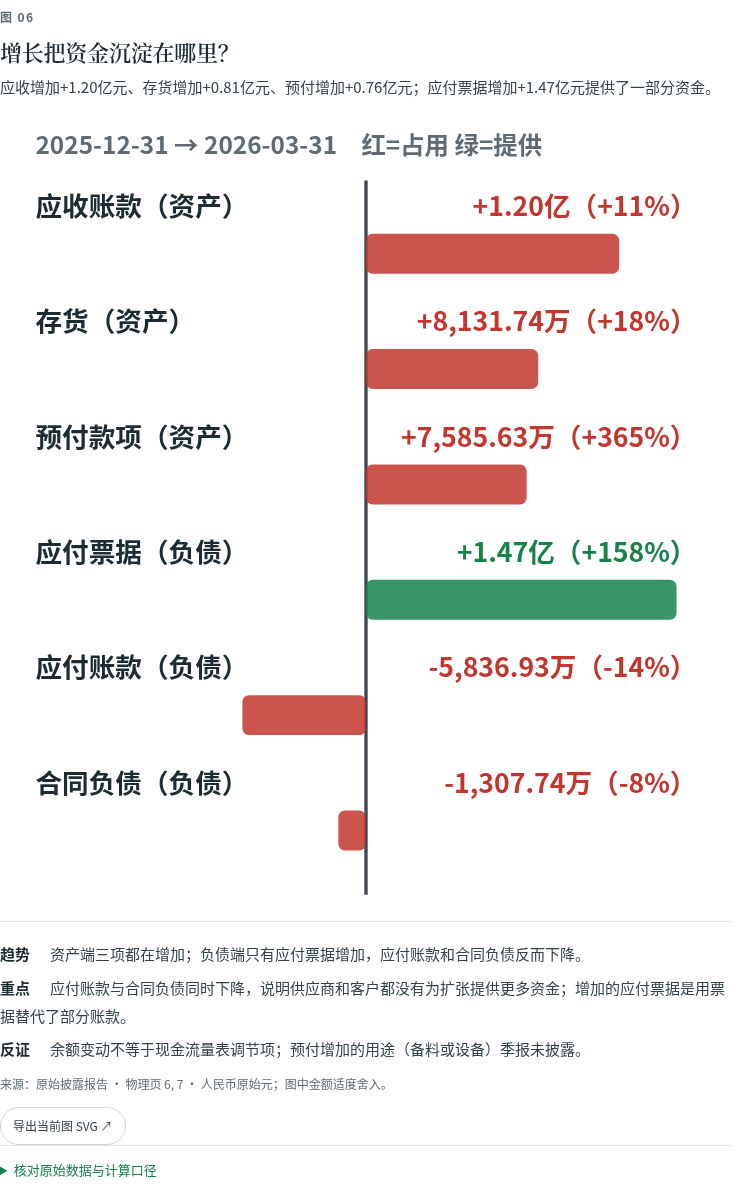 图 06
增长把资金沉淀在哪里？
应收增加+1.20亿元、存货增加+0.81亿元、预付增加+0.76亿元；应付票据增加+1.47亿元提供了一部分资金。
2025-12-31 → 2026-03-31 红=占用 绿=提供
应收账款（资产） +1.20亿（+11%）
存货（资产） +8,131.74万（+18%）
预付款项（资产） +7,585.63万（+365%）
应付票据（负债） +1.47亿（+158%）
应付账款（负债） -5,836.93万（-14%）
合同负债（负债） -1,307.74万（-8%）
趋势 资产端三项都在增加；负债端只有应付票据增加，应付账款和合同负债反而下降。
重点 应付账款与合同负债同时下降，说明供应商和客户都没有为扩张提供更多资金；增加的应付票据是用票
据替代了部分账款。
反证 余额变动不等于现金流量表调节项；预付增加的用途（备料或设备）季报未披露。
来源：原始披露报告 · 物理页 6, 7 · 人民币原始元；图中金额适度舍入。
导出当前图 SVG ↗
▶ 核对原始数据与计算口径